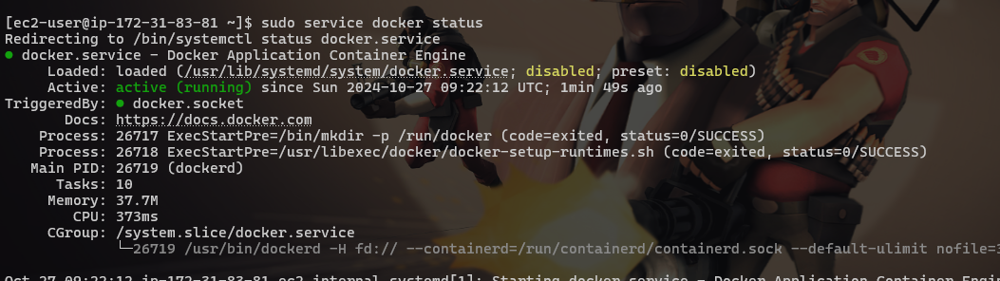 [ec2-user@ip-172-31-83-81 ~]$ sudo service docker status
Redirecting to /bin/systemctl status docker.service
● docker.service – Docker Application Container Engine
Loaded: loaded (/usr/lib/systemd/system/docker.service; disabled; preset: disabled)
Active: active (running) since Sun 2024-10-27 09:22:12 UTC; 1min 49s ago
TriggeredBy: ● docker.socket
Docs: https://docs.docker.com
Process: 26717 ExecStartPre=/bin/mkdir -p /run/docker (code=exited, status=0/SUCCESS)
Process: 26718 ExecStartPre=/usr/libexec/docker/docker-setup-runtimes.sh (code=exited, status=0/SUCCESS)
Main PID: 26719 (dockerd)
Tasks: 10
Memory: 37.7M
CPU: 373ms
CGroup: /system.slice/docker.service
└─26719 /usr/bin/dockerd -H fd:// --containerd=/run/containerd/containerd.sock --default-ulimit nofile=3
Oct 27 09:22:12 ip-172-31-83-81.ec2.internal systemd[1]: Starting docker.service – Docker Application Container Engi